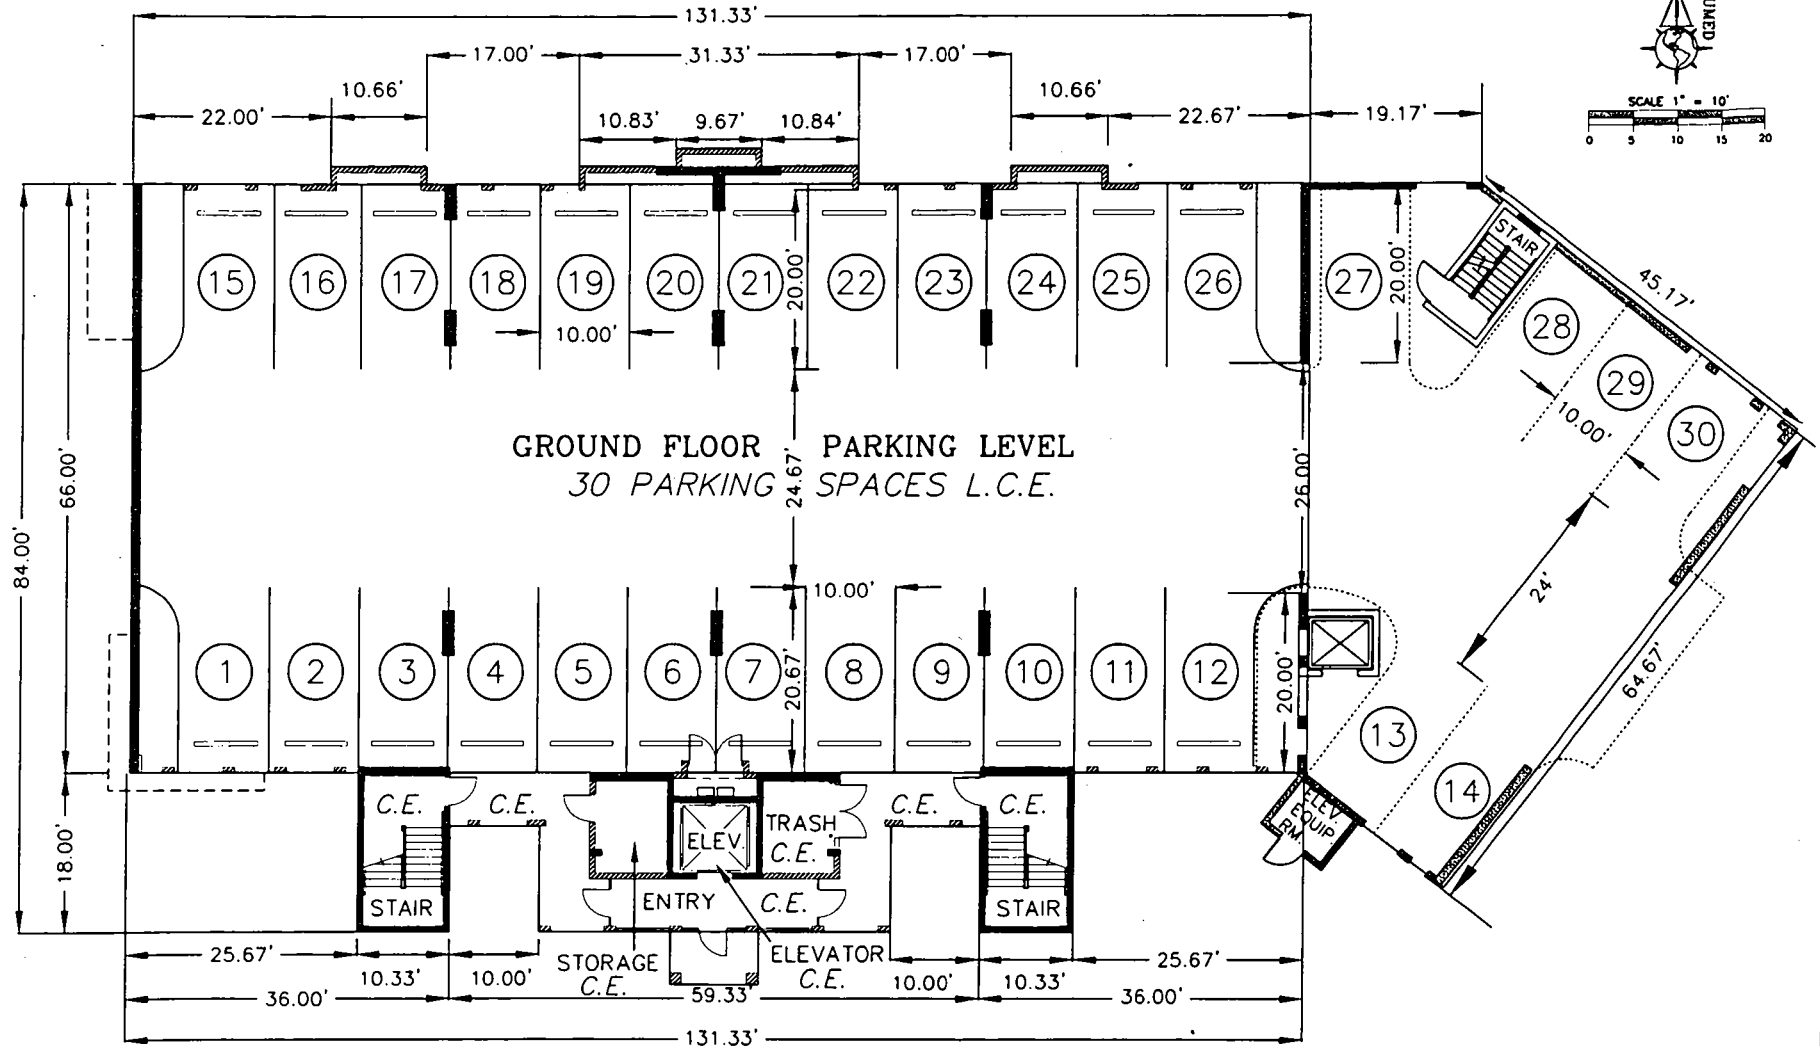 131.33'
UMED
17.00'
31.33'
17.00'
10.66'
10.66'
SCALE 1" = 10'
22.00'
10.83'
9.67'
10.84'
22.67'
19.17'
0 5 10 15 20
STAIR
15
16
17
18
19
20
21
22
23
24
25
26
27
20.00'
20.00'
45.17'
28
10.00'
29
10.00'
30
GROUND FLOOR PARKING LEVEL
30 PARKING SPACES L.C.E.
24.67'
26.00'
66.00'
84.00'
24'
10.00'
1
2
3
4
5
6
7
8
9
10
11
12
20.67'
20.00'
64.67'
13
14
C.E.
C.E.
C.E.
C.E.
ELEV
EQUIP
RM
TRASH
C.E.
ELEV.
18.00'
STAIR
ENTRY
C.E.
STAIR
25.67'
10.33'
10.00'
STORAGE
C.E.
ELEVATOR
C.E.
10.00'
10.33'
25.67'
36.00'
59.33'
36.00'
131.33'